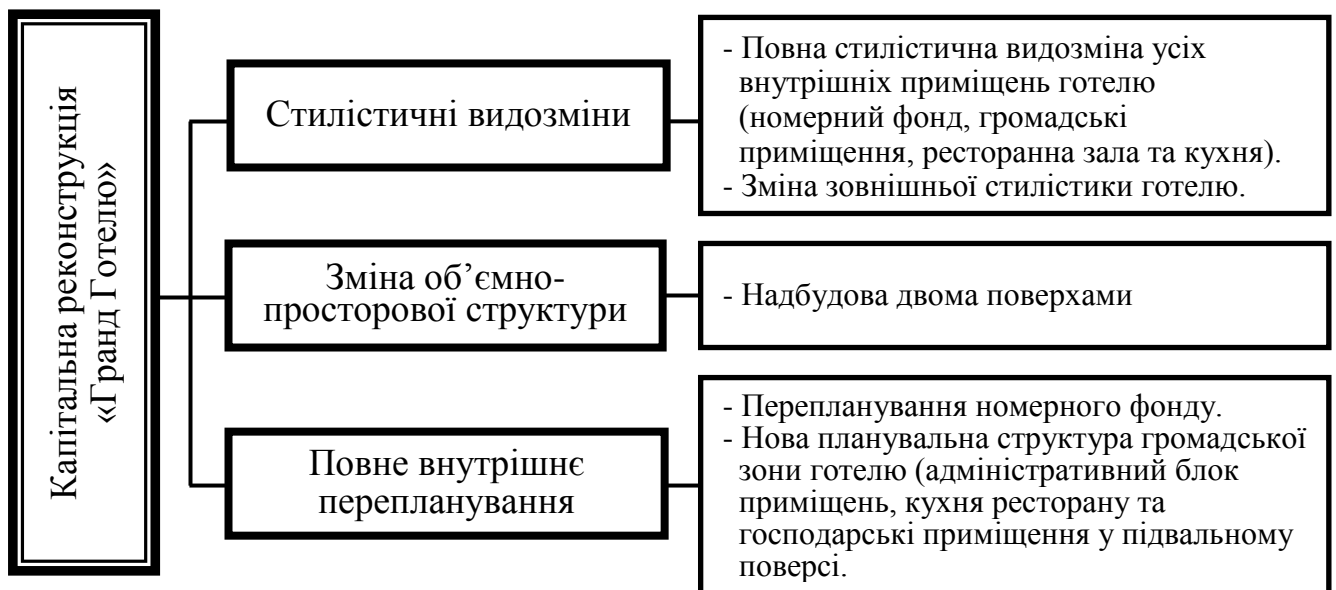 Капітальна реконструкція
«Гранд Готелю»
Стилістичні видозміни
- Повна стилістична видозміна усіх
внутрішніх приміщень готелю
(номерний фонд, громадські
приміщення, ресторанна зала та кухня).
- Зміна зовнішньої стилістики готелю.
Зміна об’ємно-
просторової структури
- Надбудова двома поверхами
Повне внутрішнє
перепланування
- Перепланування номерного фонду.
- Нова планувальна структура громадської
зони готелю (адміністративний блок
приміщень, кухня ресторану та
господарські приміщення у підвальному
поверсі.